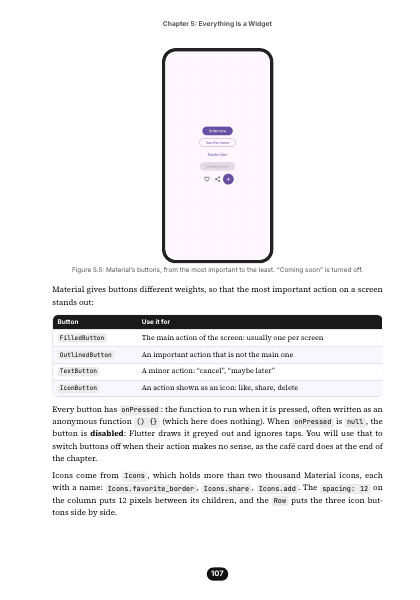 Chapter 5: Everything Is a Widget
Order now
See the menu
Maybe later
Coming soon
Figure 5.5: Material's buttons, from the most important to the least. “Coming soon” is turned off.
Material gives buttons different weights, so that the most important action on a screen
stands out:
Button Use it for
FilledButton The main action of the screen: usually one per screen
OutlinedButton An important action that is not the main one
TextButton A minor action: “cancel”, “maybe later”
IconButton An action shown as an icon: like, share, delete
Every button has onPressed: the function to run when it is pressed, often written as an
anonymous function () {} (which here does nothing). When onPressed is null, the
button is disabled: Flutter draws it greyed out and ignores taps. You will use that to
switch buttons off when their action makes no sense, as the café card does at the end of
the chapter.
Icons come from Icons, which holds more than two thousand Material icons, each
with a name: Icons.favorite_border, Icons.share, Icons.add. The spacing: 12 on
the column puts 12 pixels between its children, and the Row puts the three icon but-
tons side by side.
107